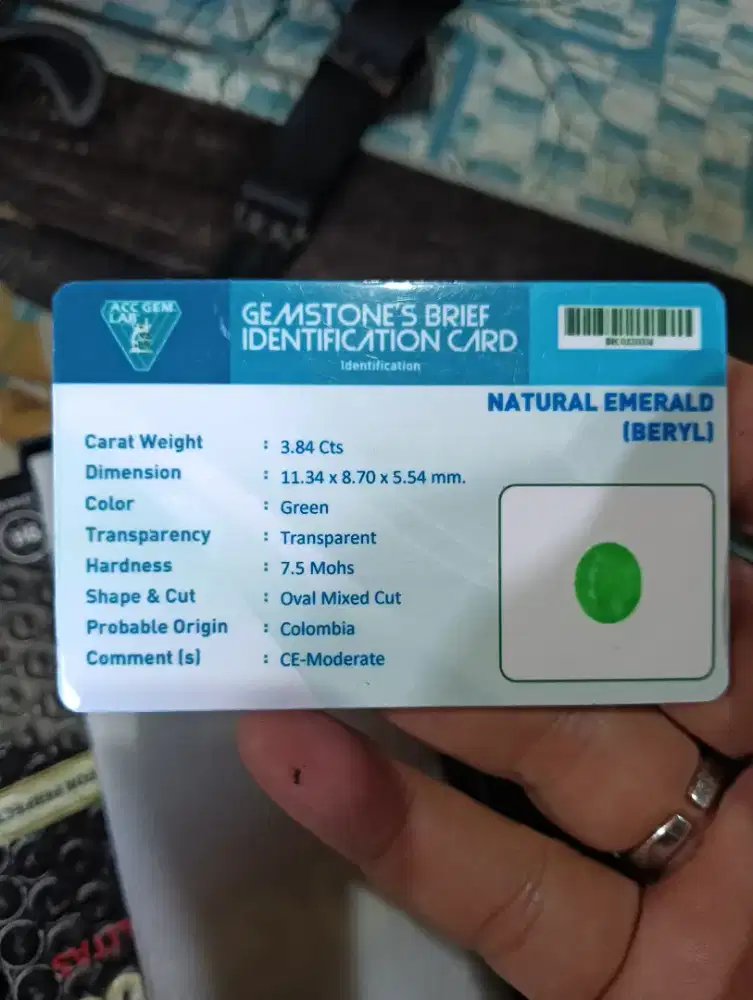 ACC GEM
LAB
GEMSTONE'S BRIEF
IDENTIFICATION CARD
Identification
NATURAL EMERALD
(BERYL)
Carat Weight : 3.84 Cts
Dimension : 11.34 x 8.70 x 5.54 mm.
Color : Green
Transparency : Transparent
Hardness : 7.5 Mohs
Shape & Cut : Oval Mixed Cut
Probable Origin : Colombia
Comment (s) : CE-Moderate